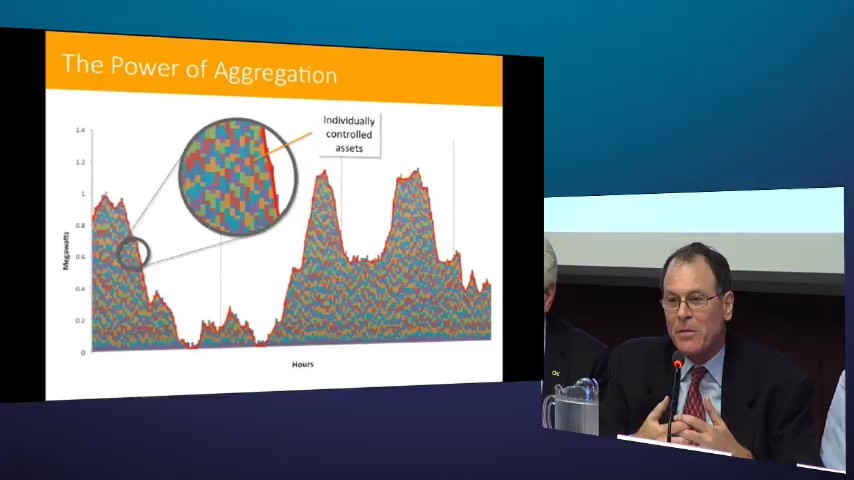 The Power of Aggregation
Individually
controlled
assets
1.4
1.2
1
0.8
0.6
0.4
0.2
0
Megawatts
Hours